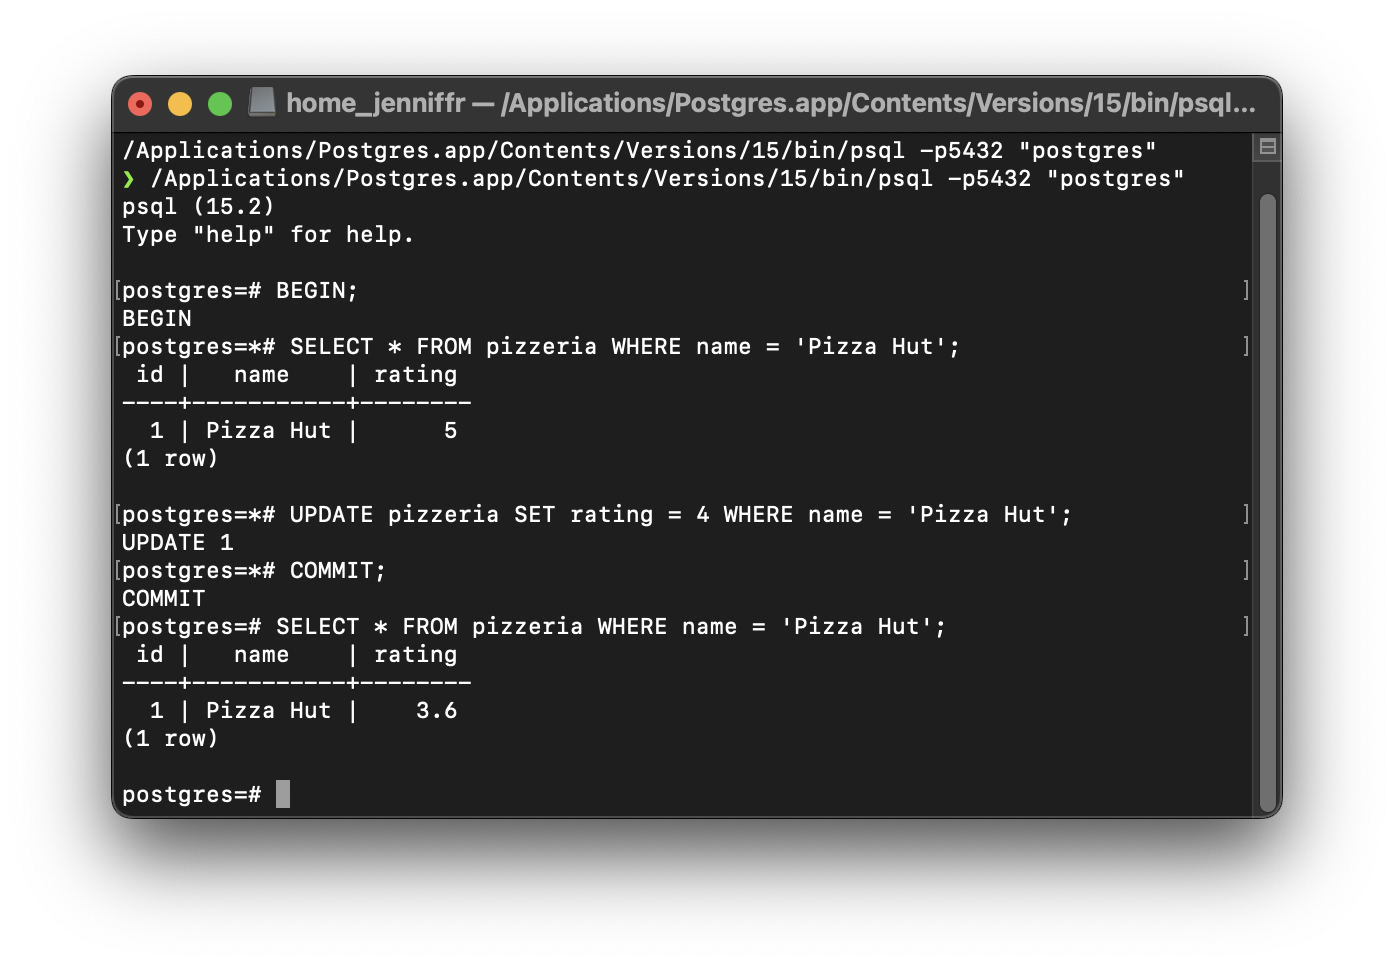 home_jenniffr — /Applications/Postgres.app/Contents/Versions/15/bin/psql...
/Applications/Postgres.app/Contents/Versions/15/bin/psql -p5432 "postgres"
❯ /Applications/Postgres.app/Contents/Versions/15/bin/psql -p5432 "postgres"
psql (15.2)
Type "help" for help.

[postgres=# BEGIN; ]
BEGIN
[postgres=*# SELECT * FROM pizzeria WHERE name = 'Pizza Hut'; ]
 id |   name    | rating
----+-----------+--------
  1 | Pizza Hut |      5
(1 row)

[postgres=*# UPDATE pizzeria SET rating = 4 WHERE name = 'Pizza Hut'; ]
UPDATE 1
[postgres=*# COMMIT; ]
COMMIT
[postgres=# SELECT * FROM pizzeria WHERE name = 'Pizza Hut'; ]
 id |   name    | rating
----+-----------+--------
  1 | Pizza Hut |    3.6
(1 row)

postgres=#